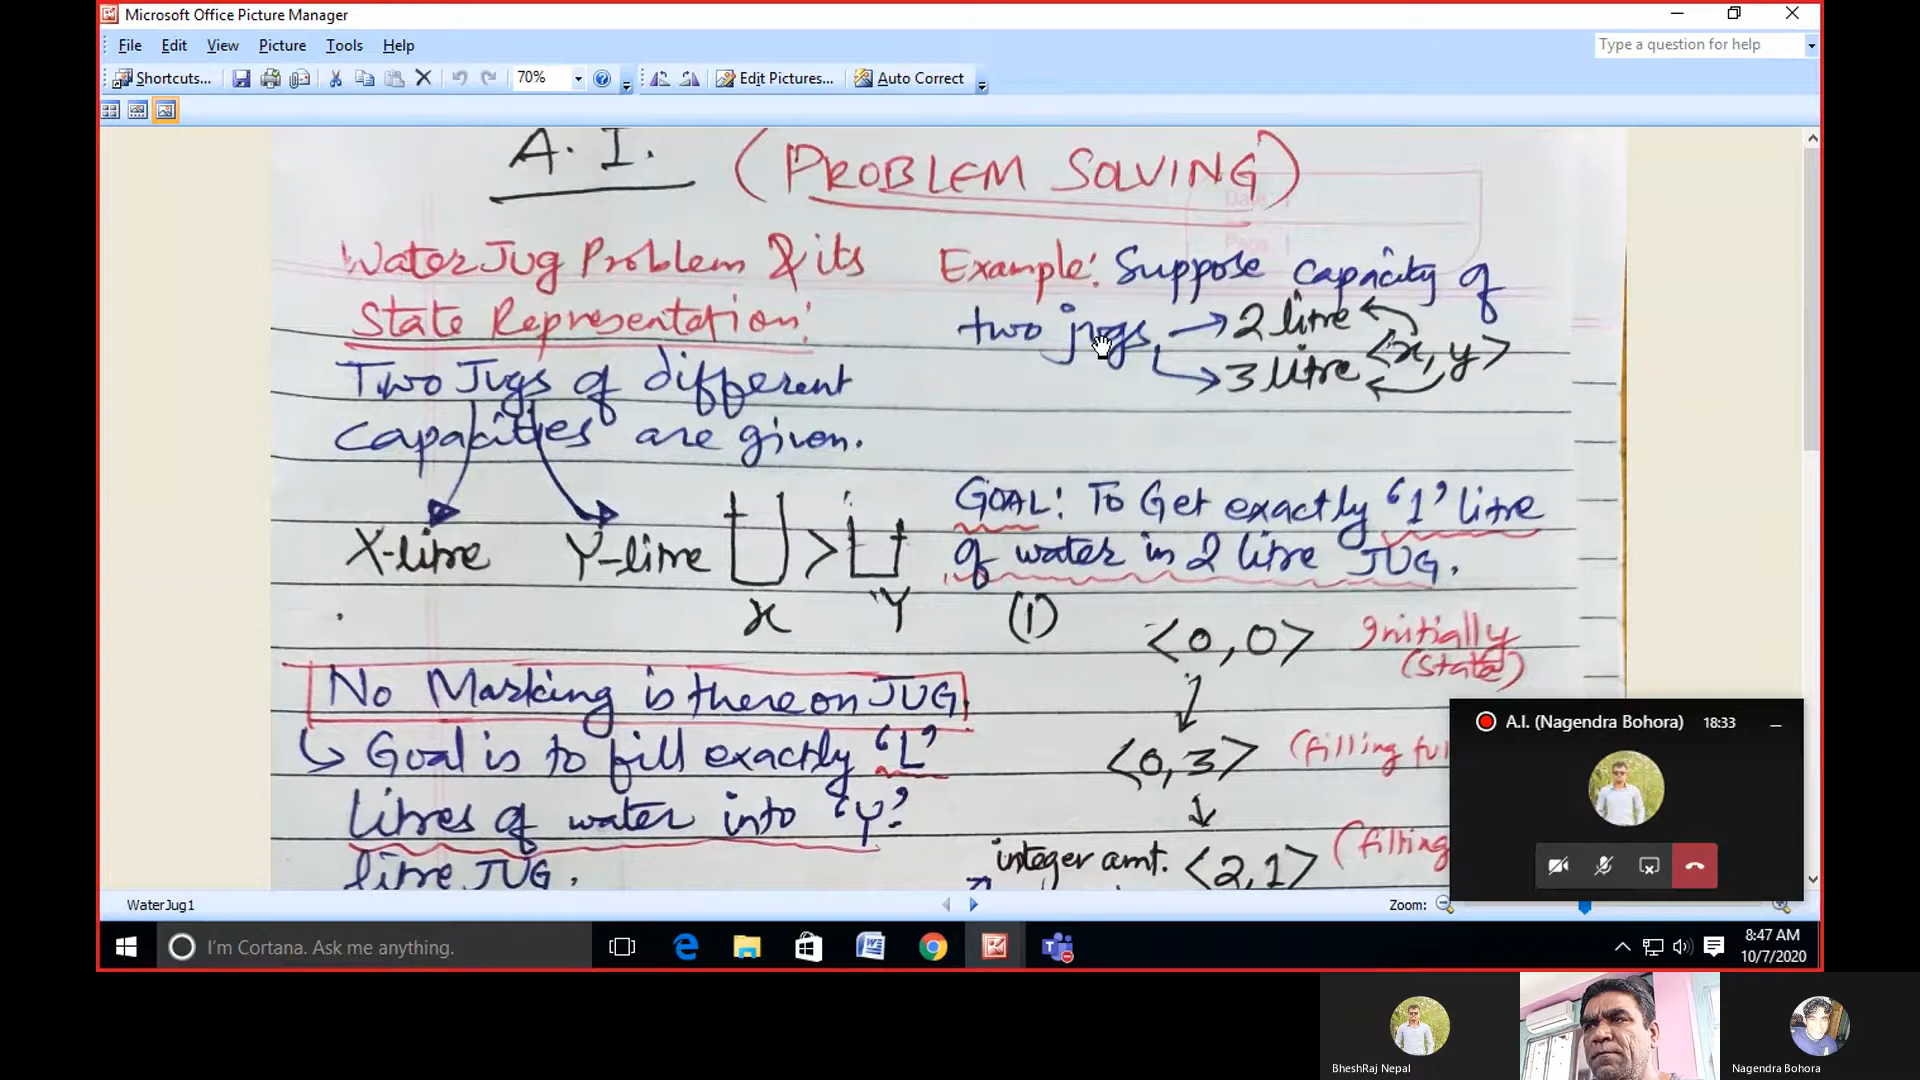 Microsoft Office Picture Manager
File Edit View Picture Tools Help
Type a question for help
Shortcuts... 70% Edit Pictures... Auto Correct
A. I. (PROBLEM SOLVING)
Water Jug Problem & its
State Representation:
Two Jugs of different
capacities are given.
X-litre Y-litre
x > Y
No Marking is there on JUG
Goal is to fill exactly 'L'
litres of water into 'Y'
litre JUG.
Example: Suppose capacity of
two jugs → 2 litre
3 litre <x, y>
GOAL: To Get exactly '1' litre
of water in 2 litre JUG.
(1)
<0,0> Initially
(State)
<0,3> (filling ful
integer amt. <2,1> (filling
A.I. (Nagendra Bohora) 18:33
WaterJug1
Zoom:
I'm Cortana. Ask me anything.
8:47 AM
10/7/2020
BheshRaj Nepal
Nagendra Bohora